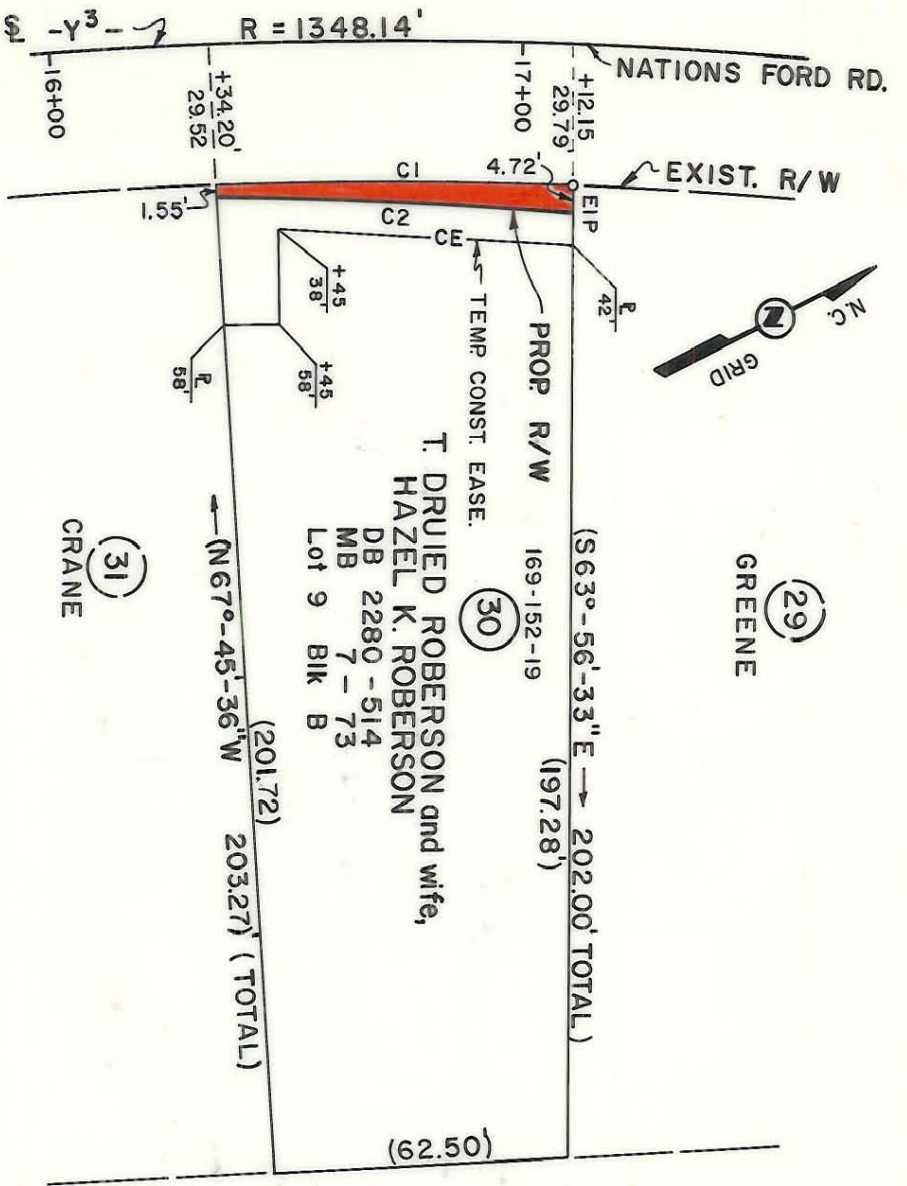 ℄ -Y³-
R = 1348.14'
NATIONS FORD RD.
-16+00
+34.20'
29.52
-17+00
+12.15
29.79'
EXIST. R/W
C1
4.72'
EIP
1.55'
C2
CE
+45
38'
+45
58'
PL
58'
PL
42'
TEMP. CONST. EASE.
PROP. R/W
N.C.
Z
GRID
169-152-19
30
T. DRUIED ROBERSON and wife,
HAZEL K. ROBERSON
DB 2280-514
MB 7-73
Lot 9 Blk B
(S63°-56'-33"E → 202.00' TOTAL)
(197.28')
29
GREENE
31
CRANE
←(N67°-45'-36"W 203.27)' (TOTAL)
(201.72)
(62.50')